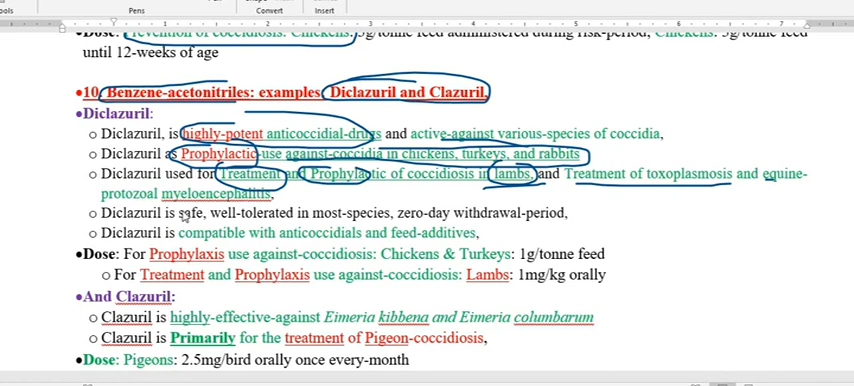 Pens
Convert
Insert
2 3 4 5 6 7
•Dose: Prevention of coccidiosis: Chickens: 5g/tonne feed administered during risk-period, Chickens: 5g/tonne feed
until 12-weeks of age
•10. Benzene-acetonitriles: examples Diclazuril and Clazuril,
•Diclazuril:
o Diclazuril, is highly-potent anticoccidial-drugs and active-against various-species of coccidia,
o Diclazuril as Prophylactic-use against-coccidia in chickens, turkeys, and rabbits
o Diclazuril used for Treatment and Prophylactic of coccidiosis in lambs, and Treatment of toxoplasmosis and equine-
protozoal myeloencephalitis,
o Diclazuril is safe, well-tolerated in most-species, zero-day withdrawal-period,
o Diclazuril is compatible with anticoccidials and feed-additives,
•Dose: For Prophylaxis use against-coccidiosis: Chickens & Turkeys: 1g/tonne feed
o For Treatment and Prophylaxis use against-coccidiosis: Lambs: 1mg/kg orally
•And Clazuril:
o Clazuril is highly-effective-against Eimeria kibbena and Eimeria columbarum
o Clazuril is Primarily for the treatment of Pigeon-coccidiosis,
•Dose: Pigeons: 2.5mg/bird orally once every-month